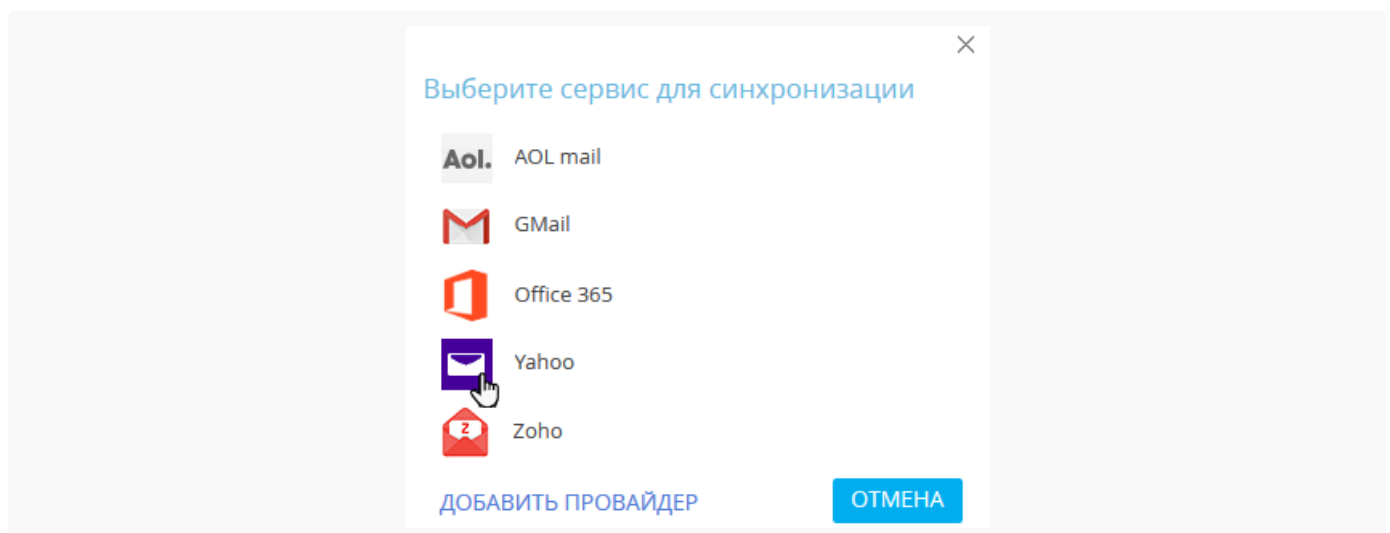 Выберите сервис для синхронизации
Aol. AOL mail
GMail
Office 365
Yahoo
Z Zoho
ДОБАВИТЬ ПРОВАЙДЕР ОТМЕНА